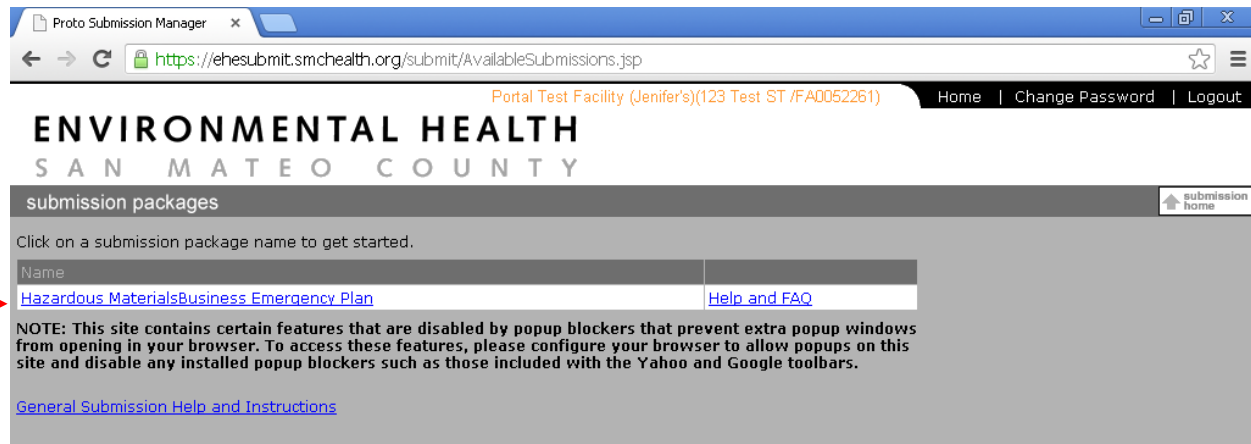 Proto Submission Manager
https://ehesubmit.smchealth.org/submit/AvailableSubmissions.jsp
Portal Test Facility (Jenifer's)(123 Test ST /FA0052261) Home | Change Password | Logout
ENVIRONMENTAL HEALTH
SAN MATEO COUNTY
submission packages
submission
home
Click on a submission package name to get started.
Name
Hazardous MaterialsBusiness Emergency Plan Help and FAQ
NOTE: This site contains certain features that are disabled by popup blockers that prevent extra popup windows
from opening in your browser. To access these features, please configure your browser to allow popups on this
site and disable any installed popup blockers such as those included with the Yahoo and Google toolbars.
General Submission Help and Instructions